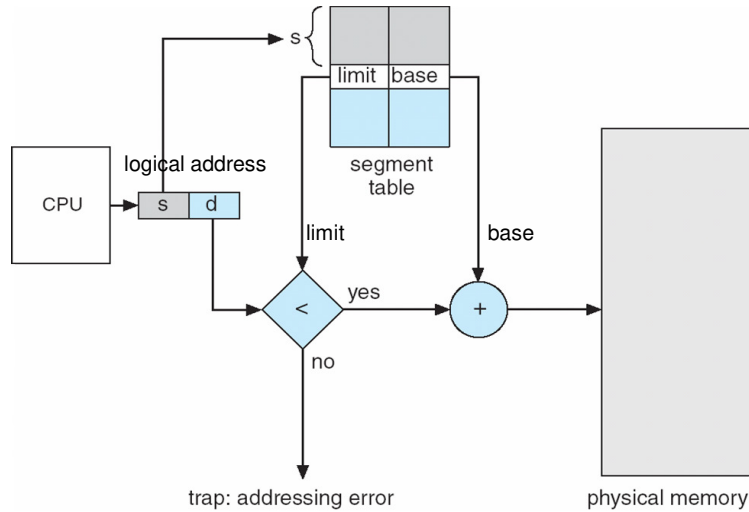 s
limit base
logical address
segment
table
CPU
s d
limit
base
<
yes
+
no
trap: addressing error
physical memory